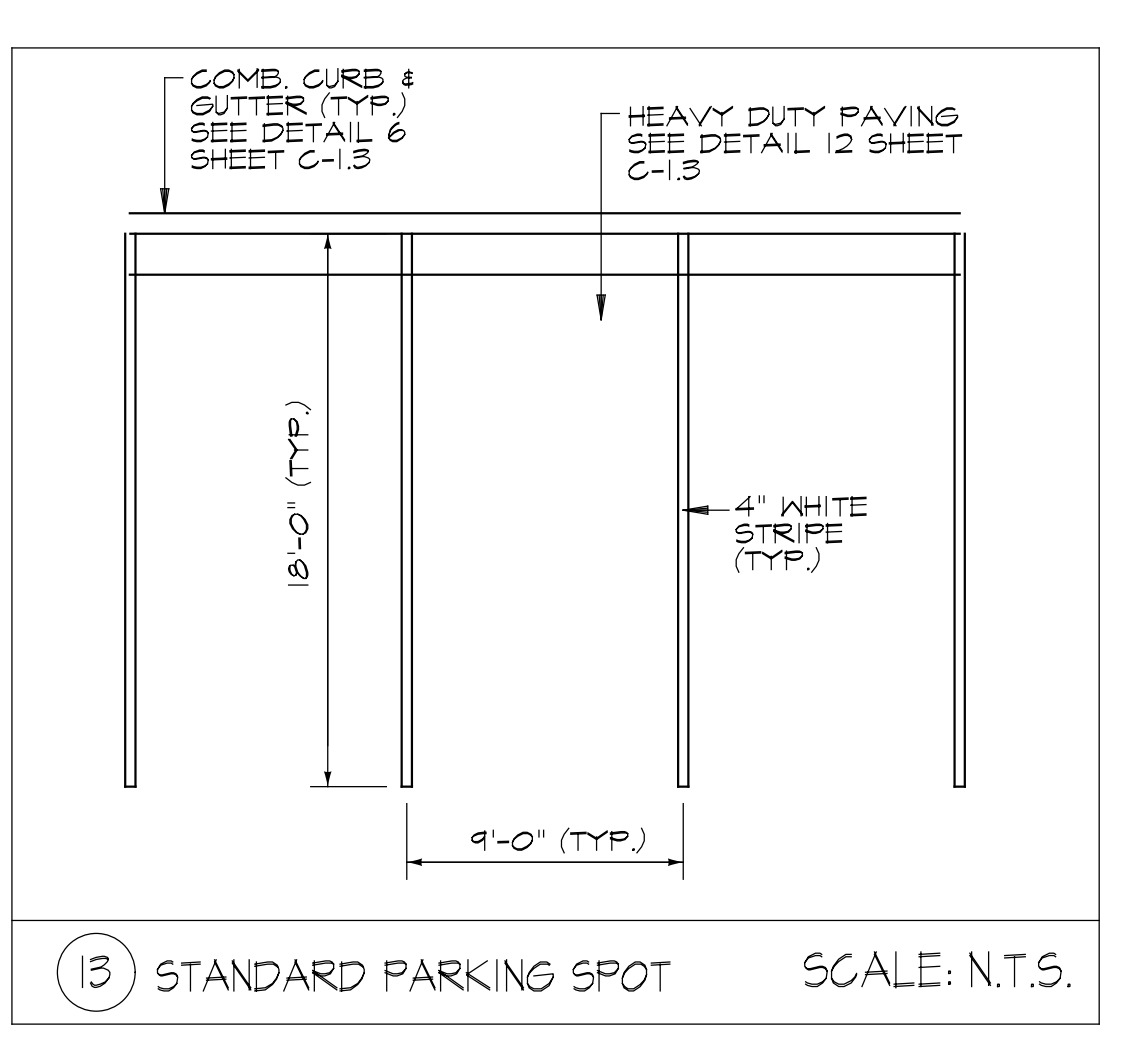 COMB. CURB &
GUTTER (TYP.)
SEE DETAIL 6
SHEET C-1.3
HEAVY DUTY PAVING
SEE DETAIL 12 SHEET
C-1.3
18'-0" (TYP.)
4" WHITE
STRIPE
(TYP.)
9'-0" (TYP.)
13 STANDARD PARKING SPOT SCALE: N.T.S.